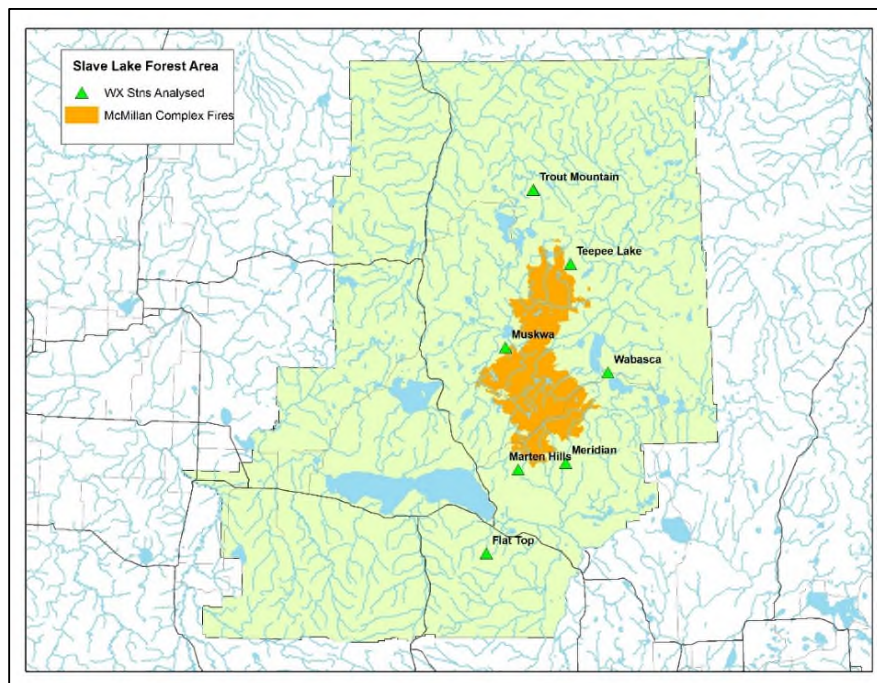 Slave Lake Forest Area
WX Stns Analysed
McMillan Complex Fires
Trout Mountain
Teepee Lake
Muskwa
Wabasca
Marten Hills
Meridian
Flat Top